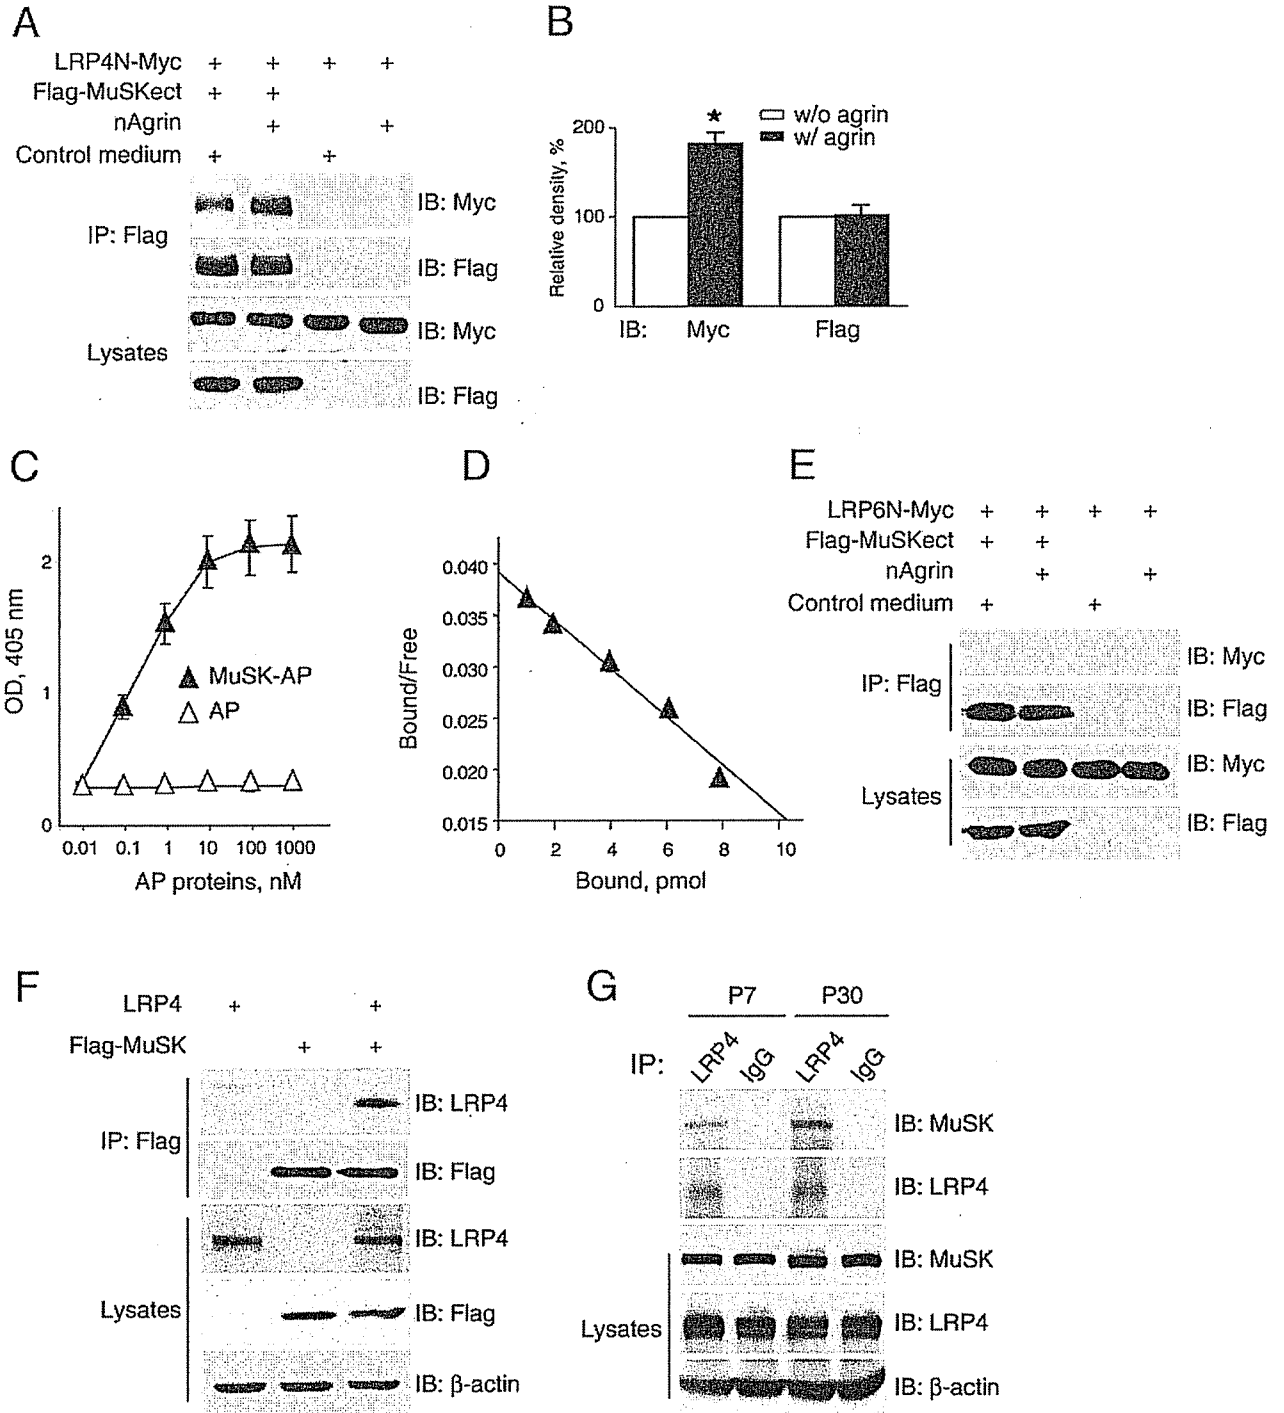 A
LRP4N-Myc + + + +
Flag-MuSKect + +
nAgrin + +
Control medium + +
IP: Flag
IB: Myc
IB: Flag
Lysates
IB: Myc
IB: Flag
B
w/o agrin
w/ agrin
★
Relative density, %
200
100
0
IB: Myc Flag
C
OD, 405 nm
2
1
0
MuSK-AP
AP
0.01 0.1 1 10 100 1000
AP proteins, nM
D
Bound/Free
0.040
0.035
0.030
0.025
0.020
0.015
0 2 4 6 8 10
Bound, pmol
E
LRP6N-Myc + + + +
Flag-MuSKect + +
nAgrin + +
Control medium + +
IP: Flag
IB: Myc
IB: Flag
Lysates
IB: Myc
IB: Flag
F
LRP4 + +
Flag-MuSK + +
IP: Flag
IB: LRP4
IB: Flag
Lysates
IB: LRP4
IB: Flag
IB: β-actin
G
P7 P30
IP: LRP4 IgG LRP4 IgG
IB: MuSK
IB: LRP4
Lysates
IB: MuSK
IB: LRP4
IB: β-actin